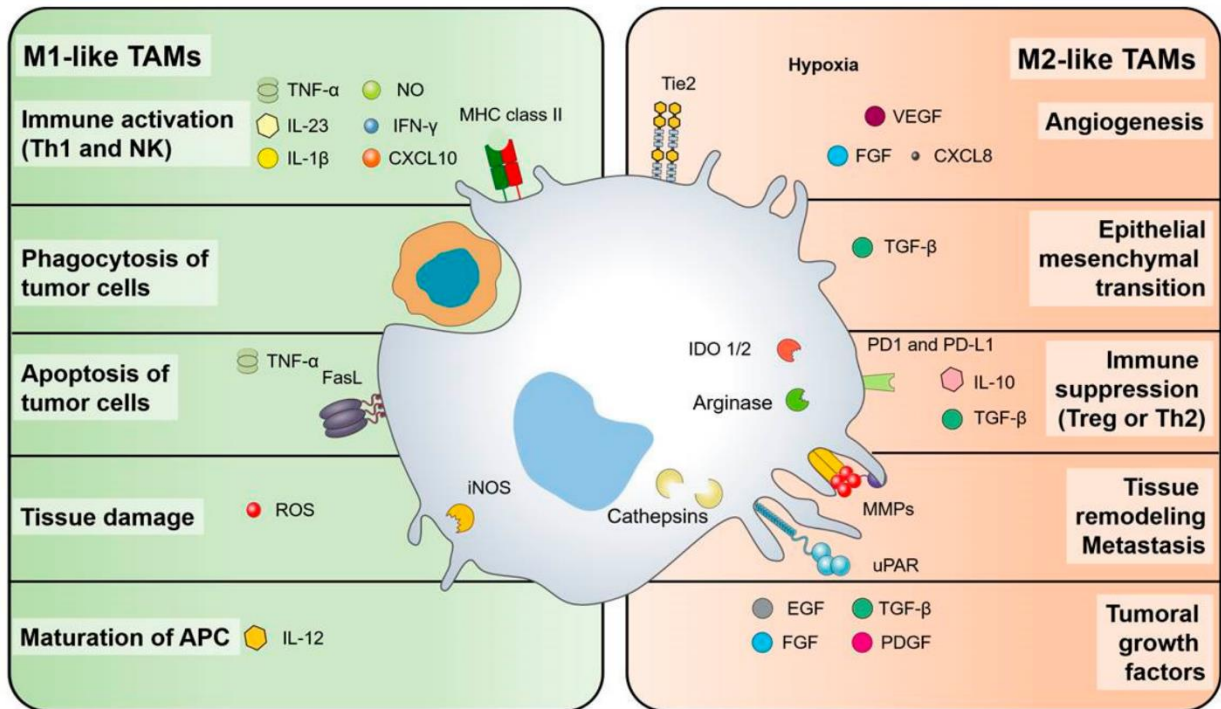 M1-like TAMs
Immune activation
(Th1 and NK)
TNF-α
NO
IL-23
IFN-γ
IL-1β
CXCL10
MHC class II
Phagocytosis of
tumor cells
Apoptosis of
tumor cells
TNF-α
FasL
Tissue damage
ROS
iNOS
Maturation of APC
IL-12
M2-like TAMs
Angiogenesis
Tie2
Hypoxia
VEGF
FGF
CXCL8
Epithelial
mesenchymal
transition
TGF-β
Immune
suppression
(Treg or Th2)
IDO 1/2
Arginase
PD1 and PD-L1
IL-10
TGF-β
Tissue
remodeling
Metastasis
Cathepsins
MMPs
uPAR
Tumoral
growth
factors
EGF
TGF-β
FGF
PDGF